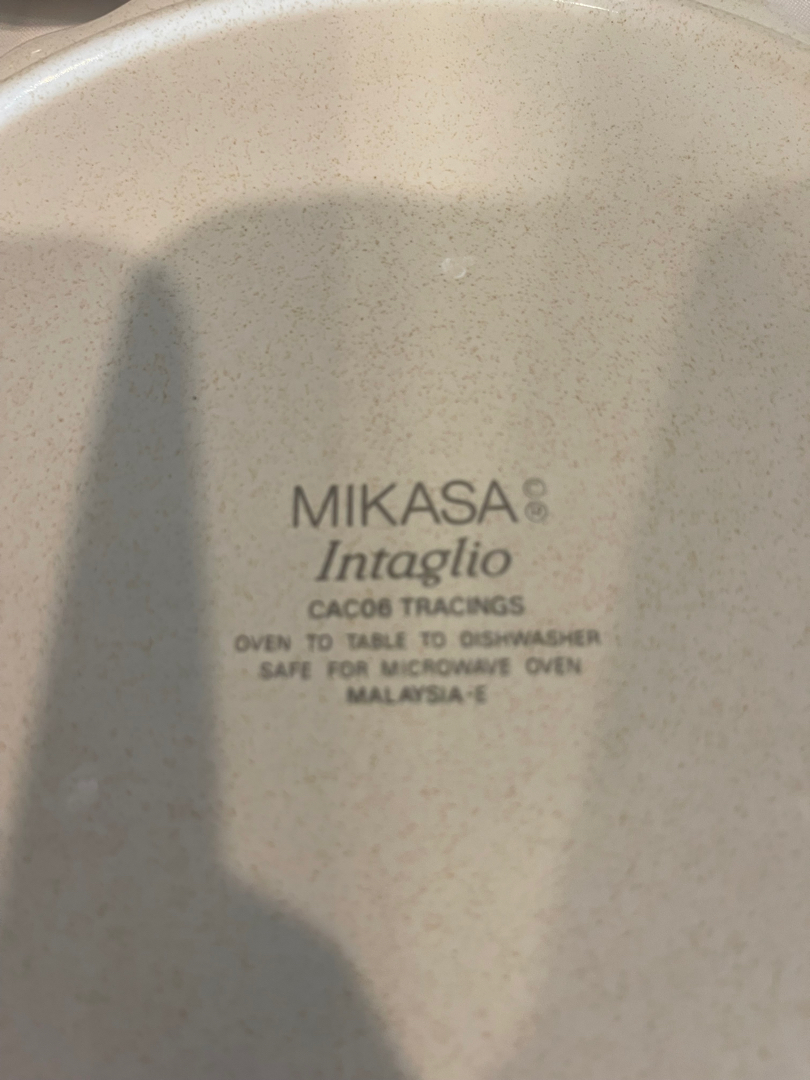 MIKASA © ®
Intaglio
CAC06 TRACINGS
OVEN TO TABLE TO DISHWASHER
SAFE FOR MICROWAVE OVEN
MALAYSIA-E